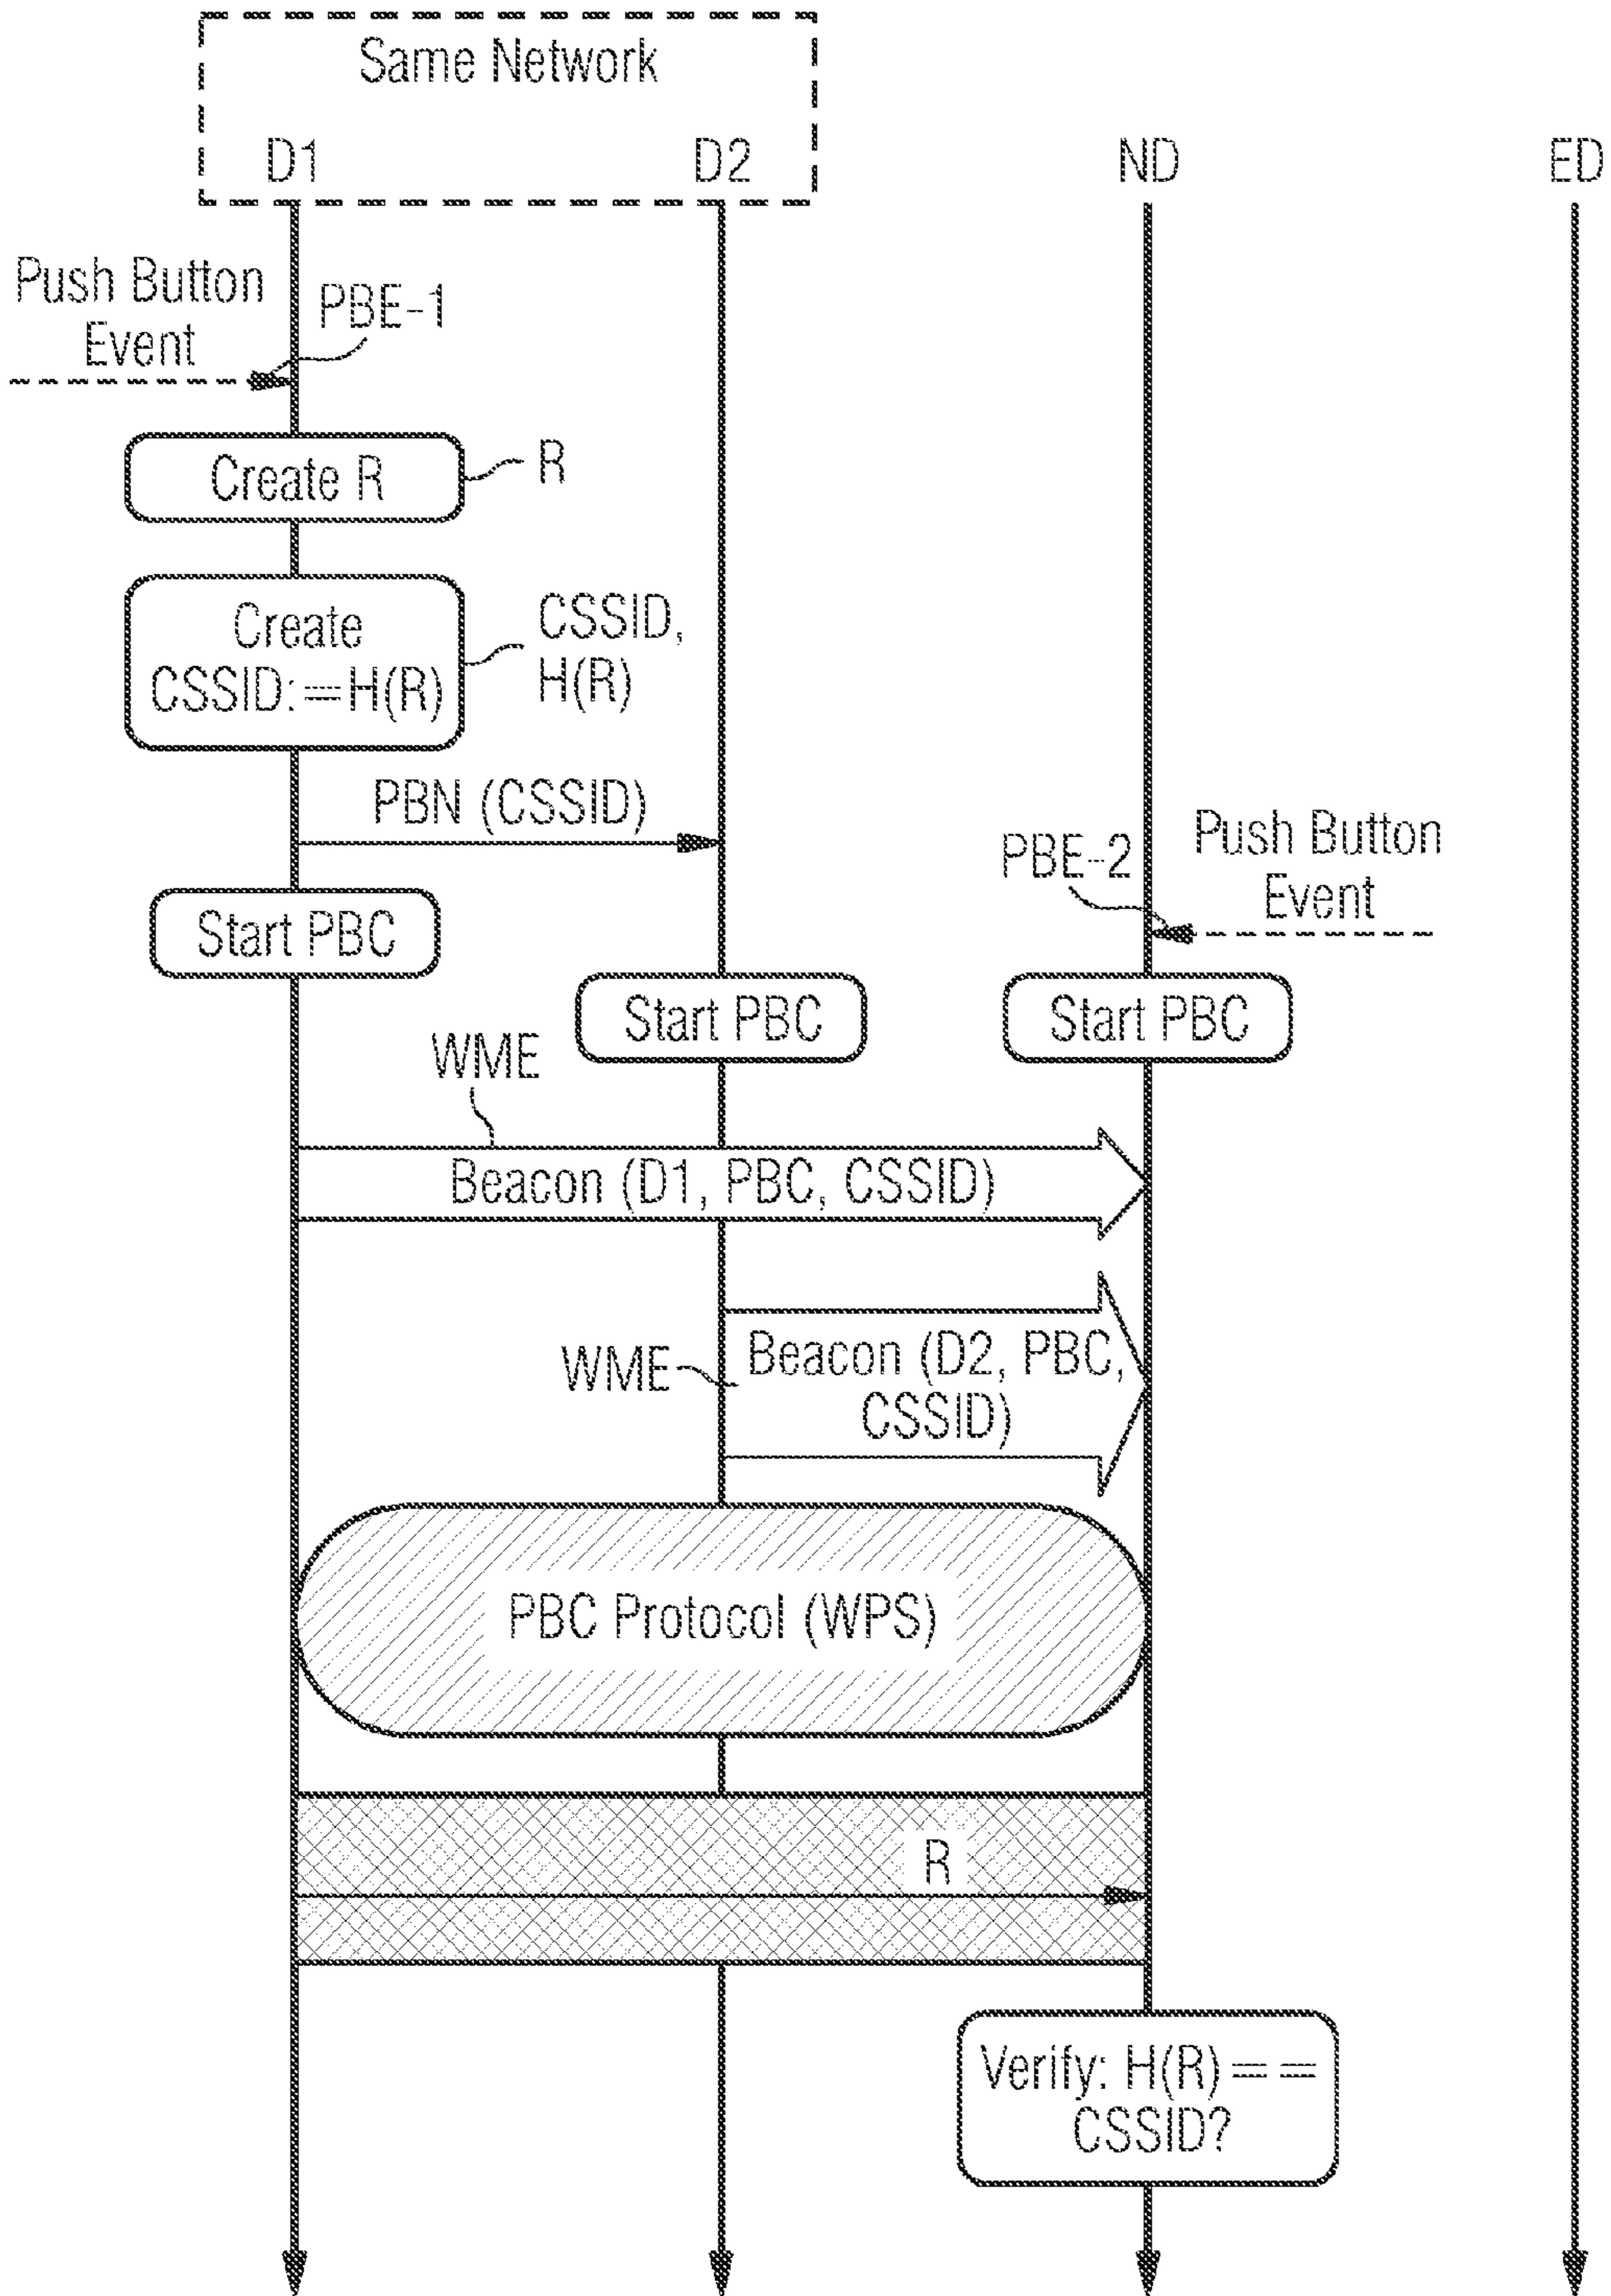 Same Network
D1
D2
ND
ED
Push Button
Event
PBE-1
Create R
R
Create
CSSID:=H(R)
CSSID,
H(R)
PBN (CSSID)
PBE-2
Push Button
Event
Start PBC
Start PBC
Start PBC
WME
Beacon (D1, PBC, CSSID)
WME
Beacon (D2, PBC,
CSSID)
PBC Protocol (WPS)
R
Verify: H(R)==
CSSID?